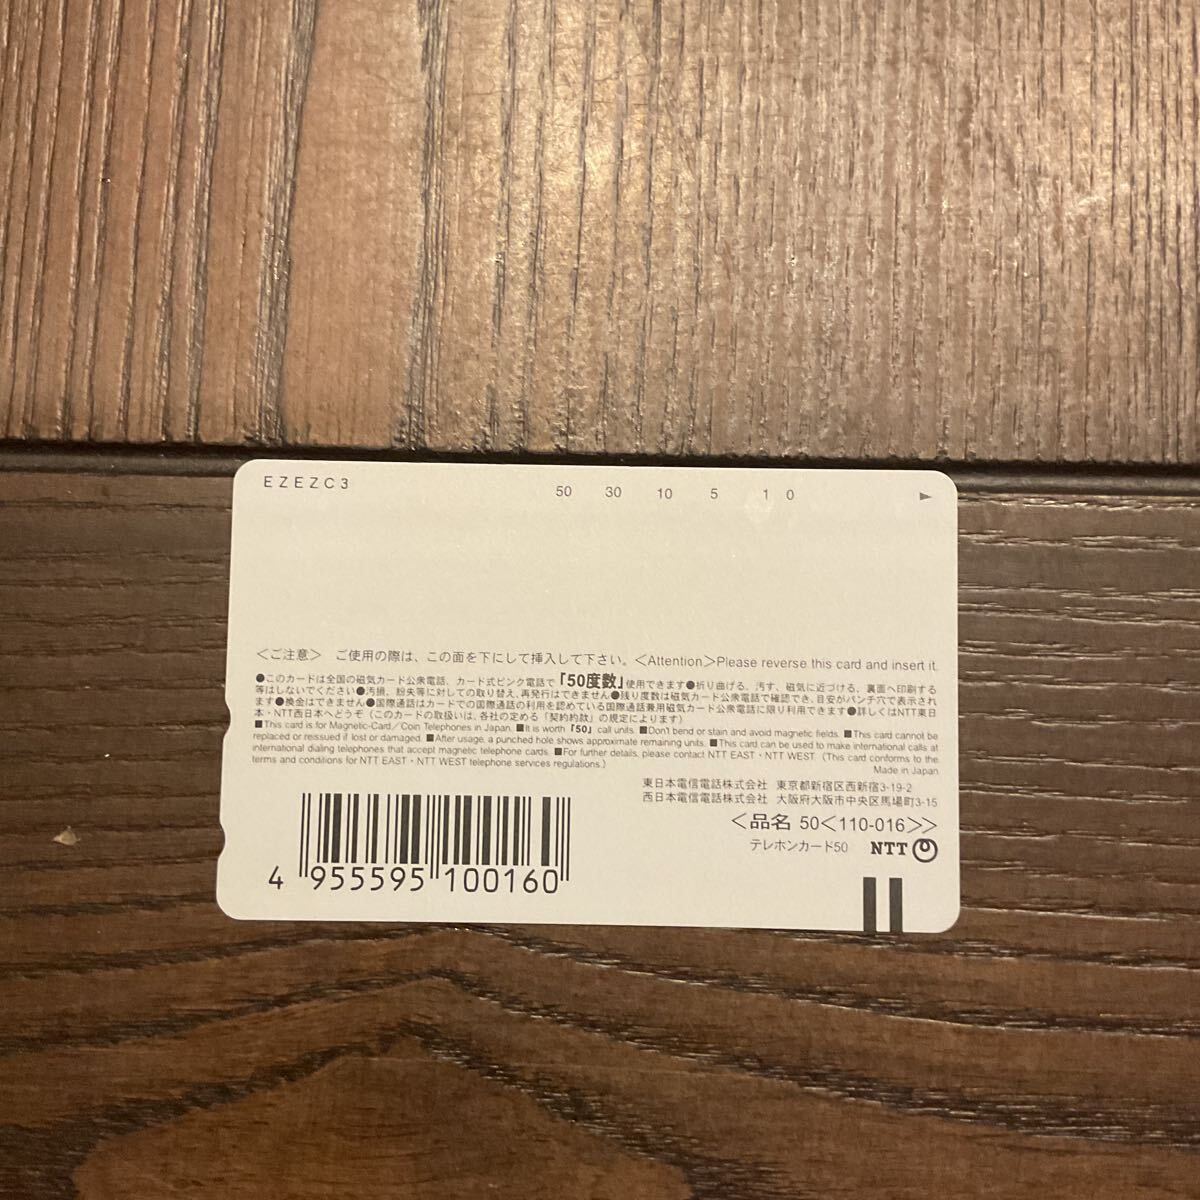 EZEZC3
50 30 10 5 1 0 ►
＜ご注意＞ ご使用の際は、この面を下にして挿入して下さい。＜Attention＞Please reverse this card and insert it.
●このカードは全国の磁気カード公衆電話、カード式ピンク電話で「50度数」使用できます●折り曲げる、汚す、磁気に近づける、裏面へ印刷する
等はしないでください●汚損、紛失等に対しての取り替え、再発行はできません●残り度数は磁気カード公衆電話で確認でき、目安がパンチ穴で表示されま
す●換金はできません●国際通話はカードでの国際通話の利用を認めている国際通話兼用磁気カード公衆電話に限り利用できます●詳しくはNTT東日
本・NTT西日本へどうぞ（このカードの取扱いは、各社の定める「契約約款」の規定によります）
■This card is for Magnetic-Card／Coin Telephones in Japan. ■It is worth「50」call units. ■Don't bend or stain and avoid magnetic fields. ■This card cannot be
replaced or reissued if lost or damaged. ■After usage, a punched hole shows approximate remaining units. ■This card can be used to make international calls at
international dialing telephones that accept magnetic telephone cards. ■For further details, please contact NTT EAST・NTT WEST（This card conforms to the
terms and conditions for NTT EAST・NTT WEST telephone services regulations.）
Made in Japan
東日本電信電話株式会社 東京都新宿区西新宿3-19-2
西日本電信電話株式会社 大阪府大阪市中央区馬場町3-15
＜品名 50＜110-016＞＞
テレホンカード50 NTT
4 955595 100160